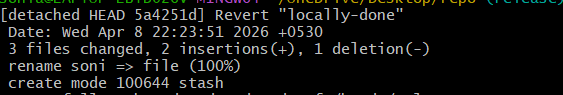 [detached HEAD 5a4251d] Revert "locally-done"
Date: Wed Apr 8 22:23:51 2026 +0530
3 files changed, 2 insertions(+), 1 deletion(-)
rename soni => file (100%)
create mode 100644 stash